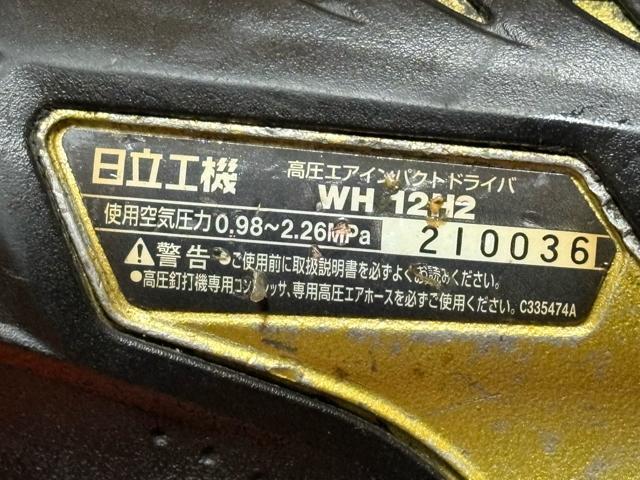 日立工機
高圧エアインパクトドライバ
WH 12H2
使用空気圧力 0.98~2.26MPa
210036
警告
●ご使用前に取扱説明書を必ずよくお読みください。
●高圧釘打機専用コンプレッサ、専用高圧エアホースを必ずご使用ください。 C335474A